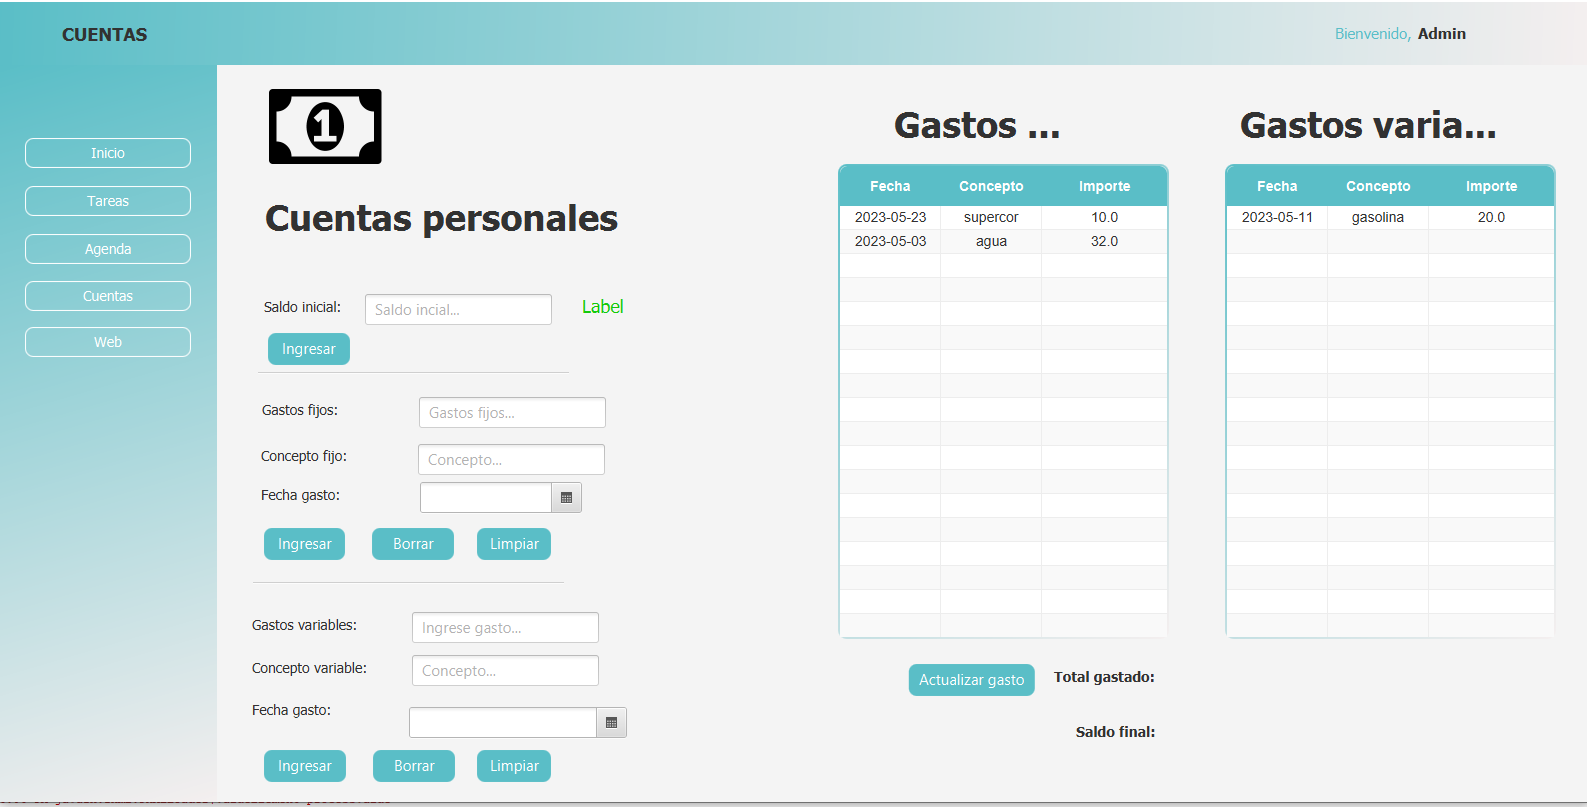 CUENTAS
Bienvenido, Admin
Inicio
Tareas
Agenda
Cuentas
Web
1
Cuentas personales
Saldo inicial:
Saldo incial...
Label
Ingresar
Gastos fijos:
Gastos fijos...
Concepto fijo:
Concepto...
Fecha gasto:
Ingresar Borrar Limpiar
Gastos variables:
Ingrese gasto...
Concepto variable:
Concepto...
Fecha gasto:
Ingresar Borrar Limpiar
Gastos ...
Fecha Concepto Importe
2023-05-23 supercor 10.0
2023-05-03 agua 32.0
Gastos varia...
Fecha Concepto Importe
2023-05-11 gasolina 20.0
Actualizar gasto
Total gastado:
Saldo final: